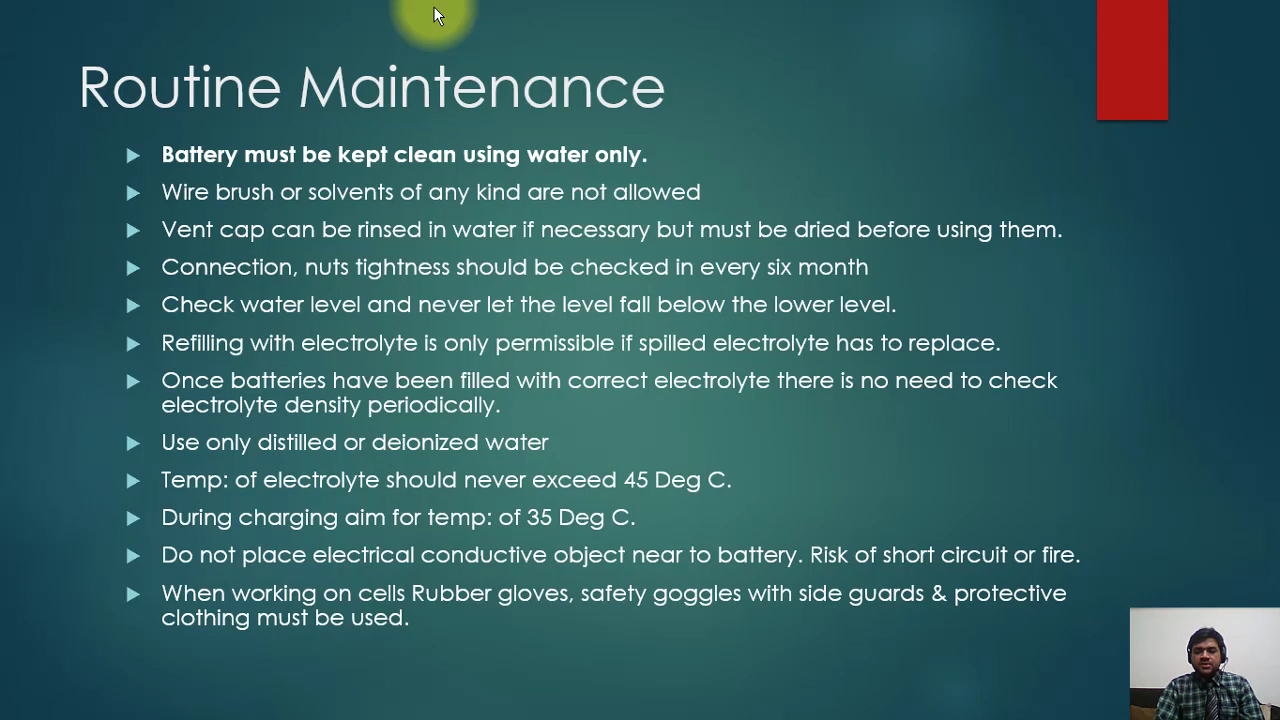 Routine Maintenance
Battery must be kept clean using water only.
Wire brush or solvents of any kind are not allowed
Vent cap can be rinsed in water if necessary but must be dried before using them.
Connection, nuts tightness should be checked in every six month
Check water level and never let the level fall below the lower level.
Refilling with electrolyte is only permissible if spilled electrolyte has to replace.
Once batteries have been filled with correct electrolyte there is no need to check
electrolyte density periodically.
Use only distilled or deionized water
Temp: of electrolyte should never exceed 45 Deg C.
During charging aim for temp: of 35 Deg C.
Do not place electrical conductive object near to battery. Risk of short circuit or fire.
When working on cells Rubber gloves, safety goggles with side guards & protective
clothing must be used.